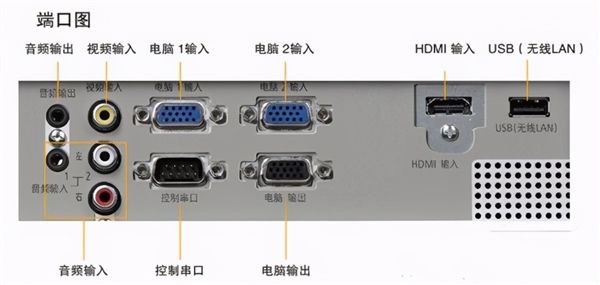 端口图
音频输出 视频输入 电脑 1输入 电脑 2输入 HDMI 输入 USB（无线LAN）
音频输出 视频输入 电脑 1 输入 电脑 2 输入
USB(无线LAN)
左 HDMI 输入
1 2
音频输入 右 控制串口 电脑 输出
音频输入 控制串口 电脑输出